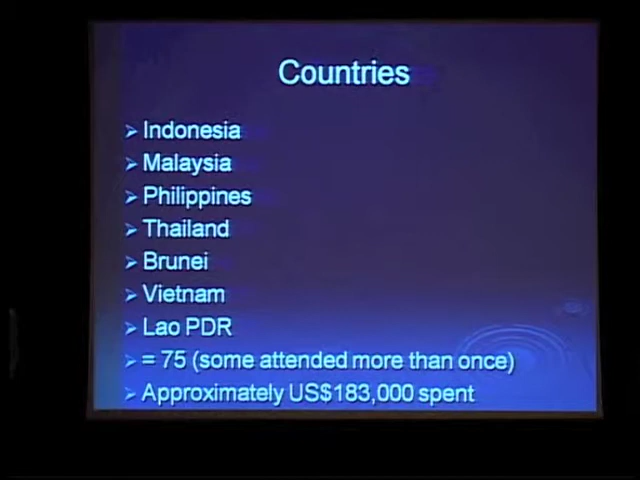 Countries
Indonesia
Malaysia
Philippines
Thailand
Brunei
Vietnam
Lao PDR
= 75 (some attended more than once)
Approximately US$183,000 spent